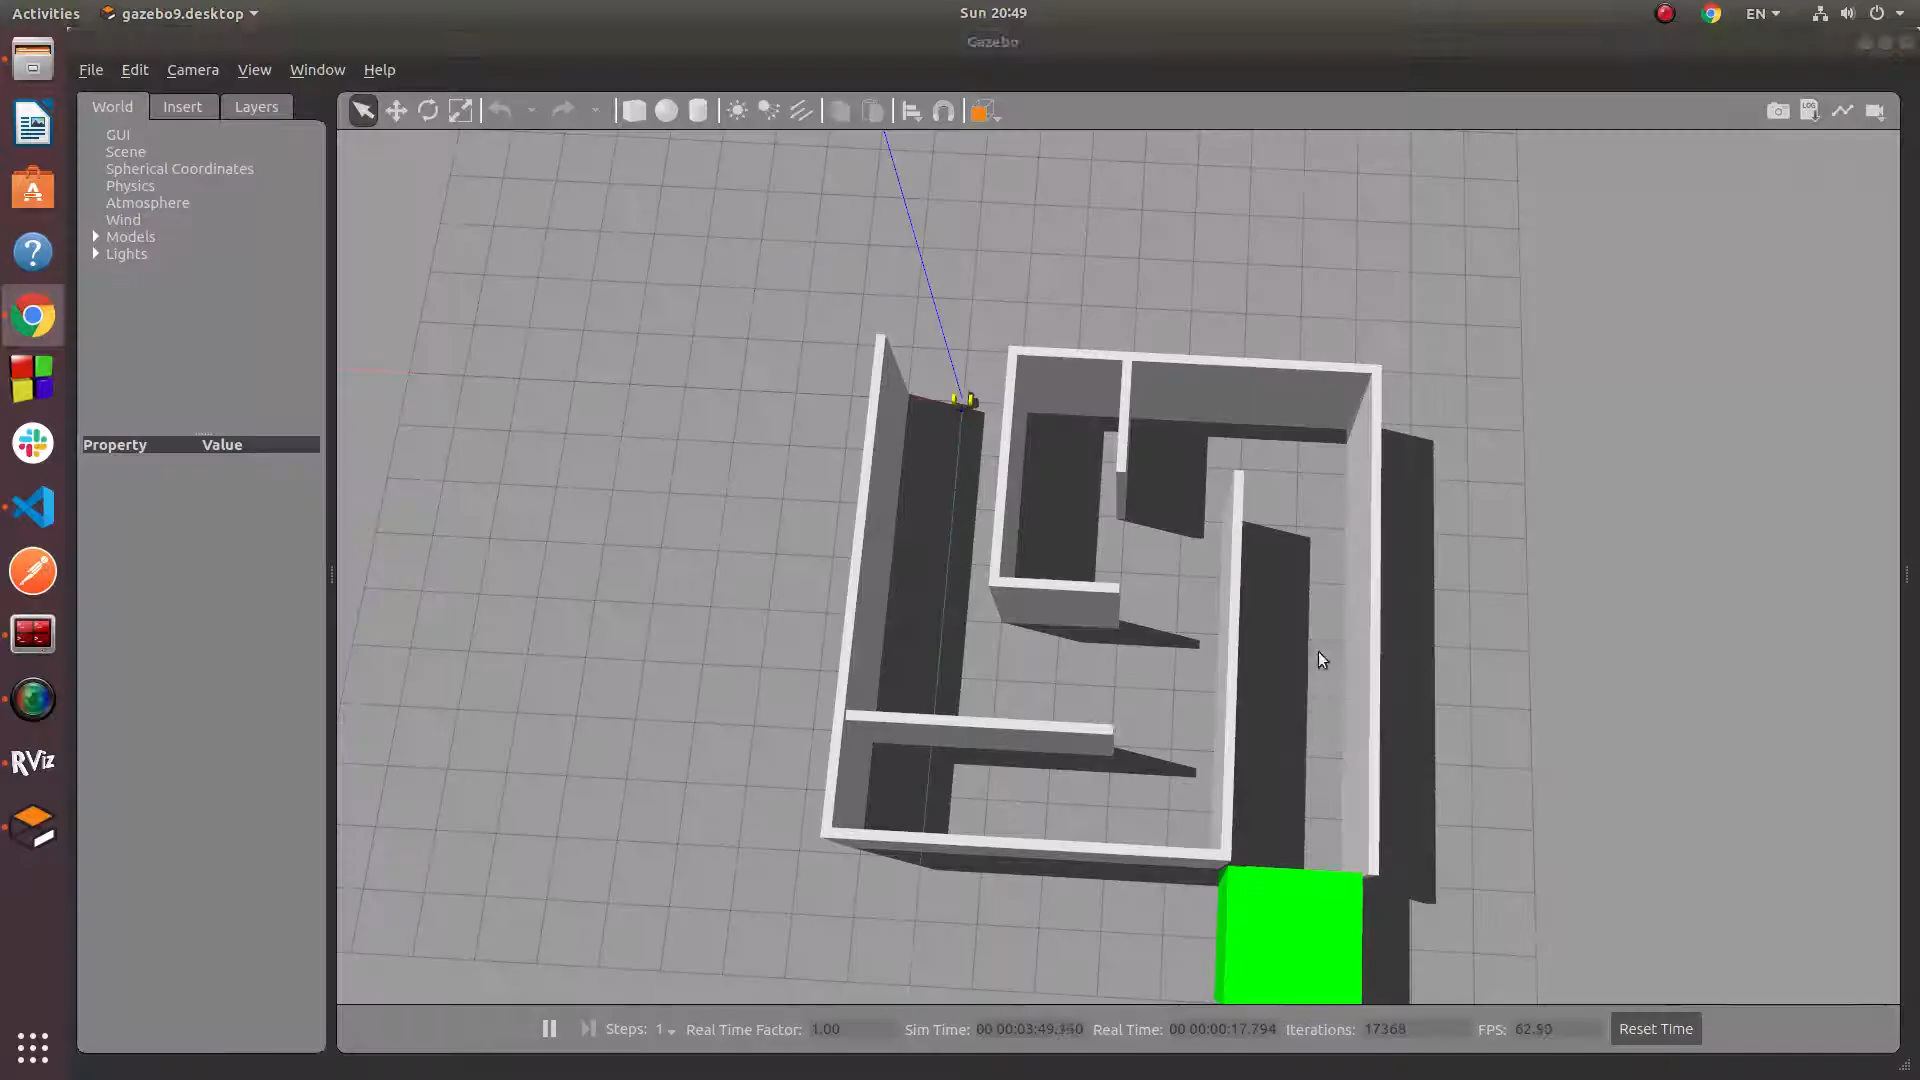 Activities gazebo9.desktop Sun 20:49 EN
Gazebo
File Edit Camera View Window Help
World Insert Layers
GUI
Scene
Spherical Coordinates
Physics
Atmosphere
Wind
Models
Lights
Property Value
LOG
RViz
Steps: 1 Real Time Factor: 1.00 Sim Time: Real Time: 00 00:00:17.794 Iterations: 17368 FPS: Reset Time